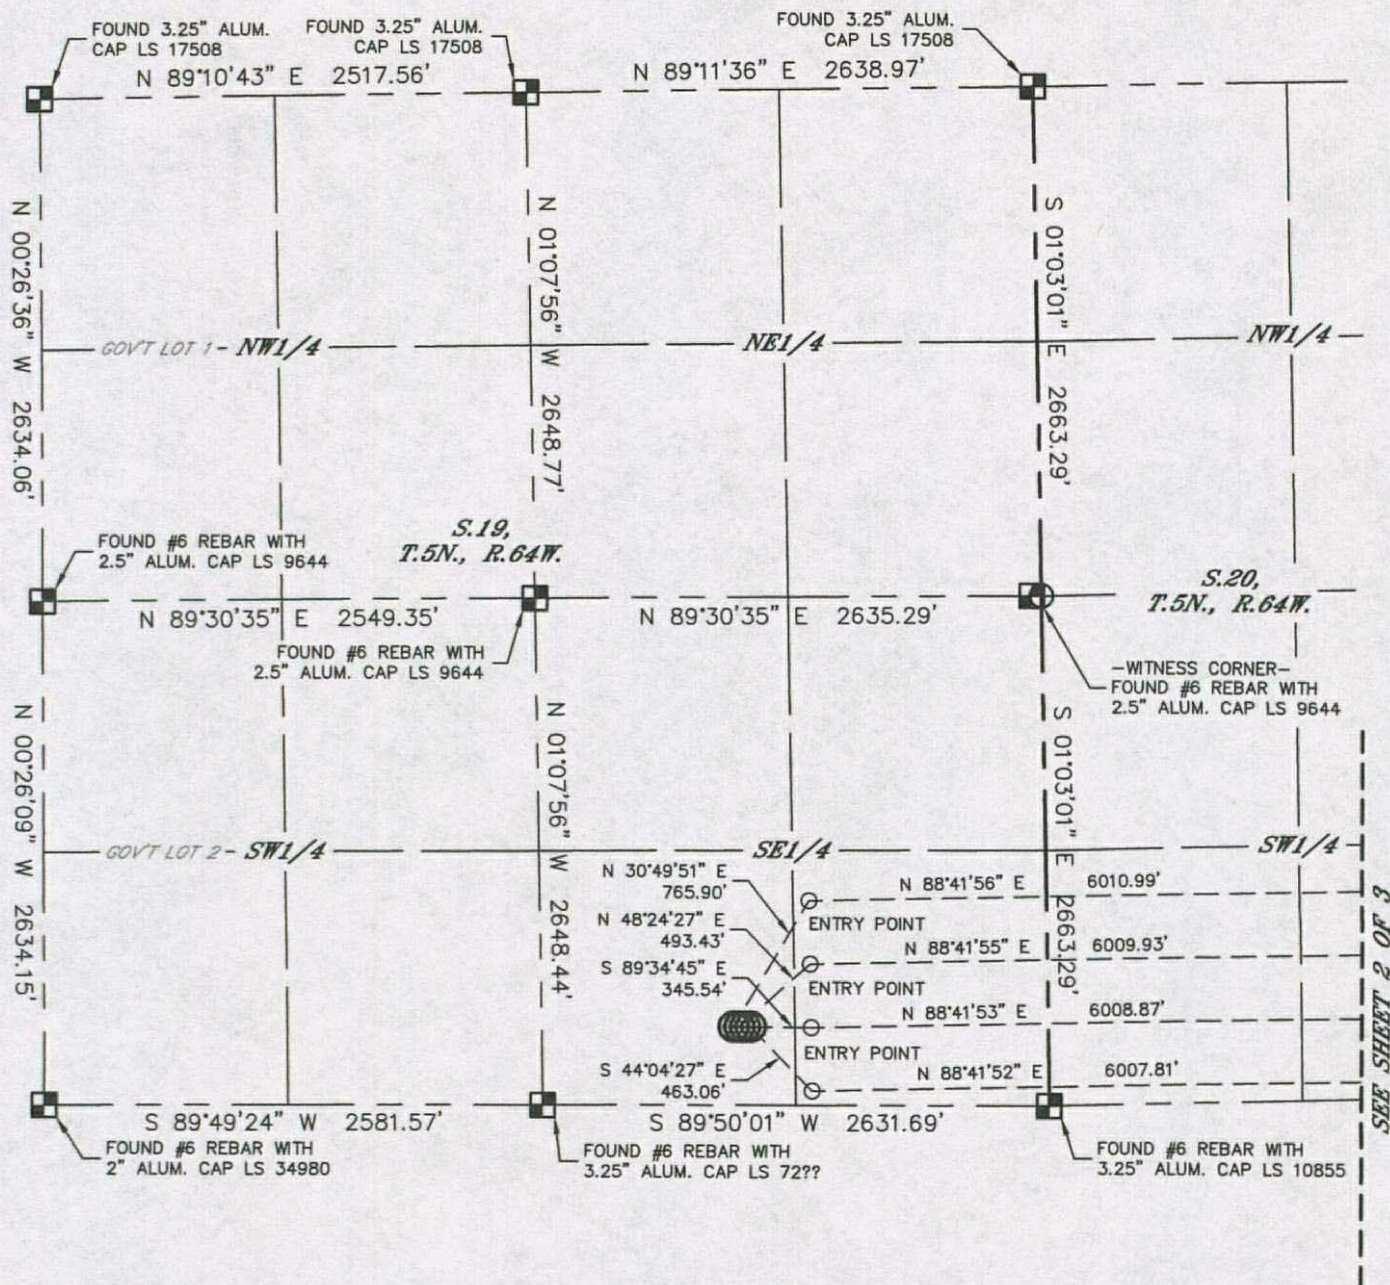 FOUND 3.25" ALUM.
CAP LS 17508
FOUND 3.25" ALUM.
CAP LS 17508
FOUND 3.25" ALUM.
CAP LS 17508
N 89°10'43" E 2517.56'
N 89°11'36" E 2638.97'
N 00°26'36" W 2634.06'
N 01°07'56" W 2648.77'
S 01°03'01" E 2663.29'
GOV'T LOT 1 - NW1/4
NE1/4
NW1/4
FOUND #6 REBAR WITH
2.5" ALUM. CAP LS 9644
S.19,
T.5N., R.64W.
S.20,
T.5N., R.64W.
N 89°30'35" E 2549.35'
N 89°30'35" E 2635.29'
FOUND #6 REBAR WITH
2.5" ALUM. CAP LS 9644
-WITNESS CORNER-
FOUND #6 REBAR WITH
2.5" ALUM. CAP LS 9644
N 00°26'09" W 2634.15'
N 01°07'56" W 2648.44'
S 01°03'01" E 2663.29'
GOV'T LOT 2 - SW1/4
SE1/4
SW1/4
N 30°49'51" E
765.90'
N 88°41'56" E 6010.99'
ENTRY POINT
N 48°24'27" E
493.43'
N 88°41'55" E 6009.93'
ENTRY POINT
S 89°34'45" E
345.54'
N 88°41'53" E 6008.87'
ENTRY POINT
S 44°04'27" E
463.06'
N 88°41'52" E 6007.81'
SEE SHEET 2 OF 3
S 89°49'24" W 2581.57'
S 89°50'01" W 2631.69'
FOUND #6 REBAR WITH
2" ALUM. CAP LS 34980
FOUND #6 REBAR WITH
3.25" ALUM. CAP LS 72??
FOUND #6 REBAR WITH
3.25" ALUM. CAP LS 10855